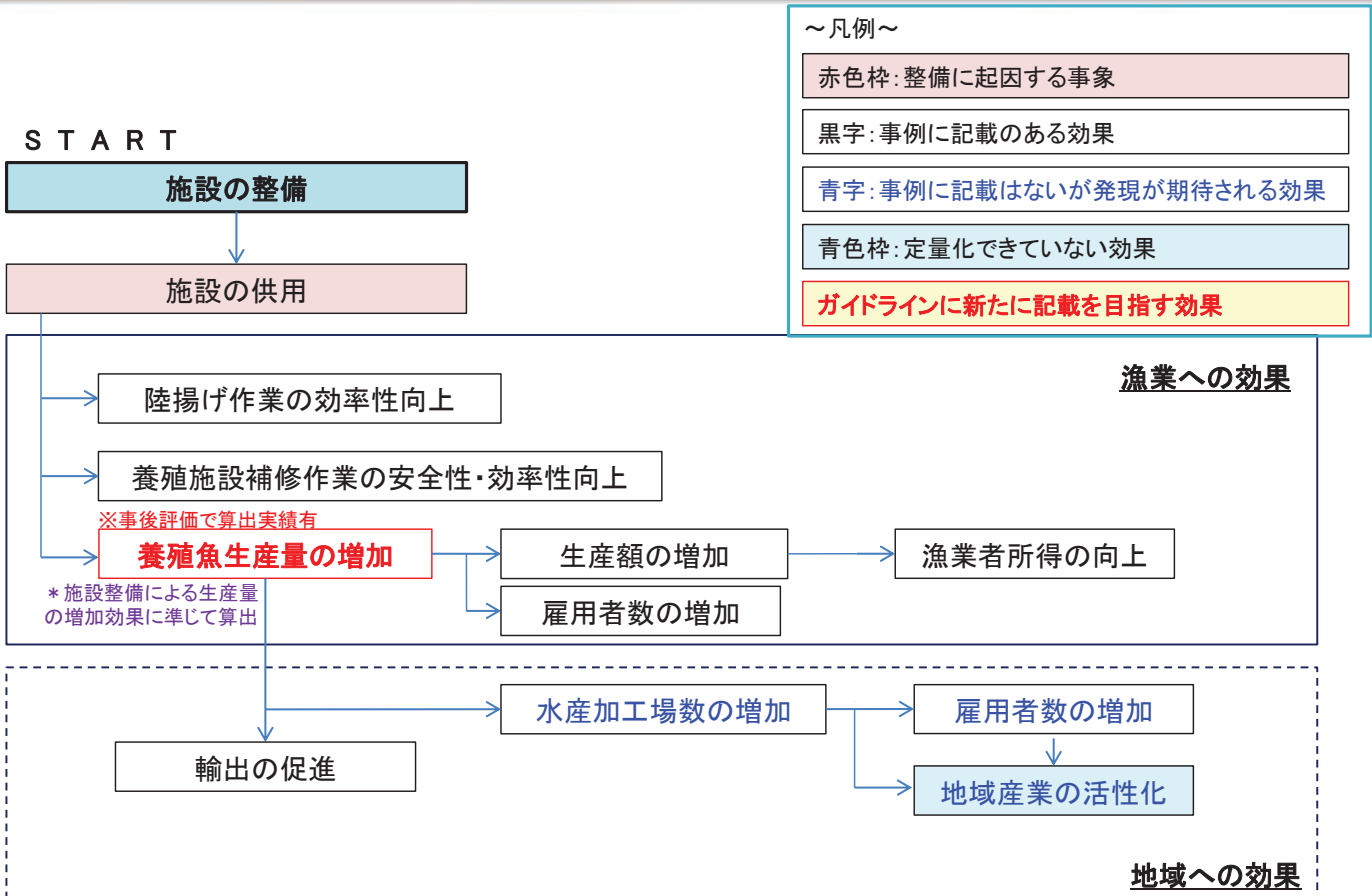 ～凡例～
赤色枠：整備に起因する事象
黒字：事例に記載のある効果
青字：事例に記載はないが発現が期待される効果
青色枠：定量化できていない効果
ガイドラインに新たに記載を目指す効果
ＳＴＡＲＴ
施設の整備
施設の供用
漁業への効果
陸揚げ作業の効率性向上
養殖施設補修作業の安全性・効率性向上
※事後評価で算出実績有
養殖魚生産量の増加
生産額の増加
漁業者所得の向上
＊施設整備による生産量
の増加効果に準じて算出
雇用者数の増加
水産加工場数の増加
雇用者数の増加
輸出の促進
地域産業の活性化
地域への効果